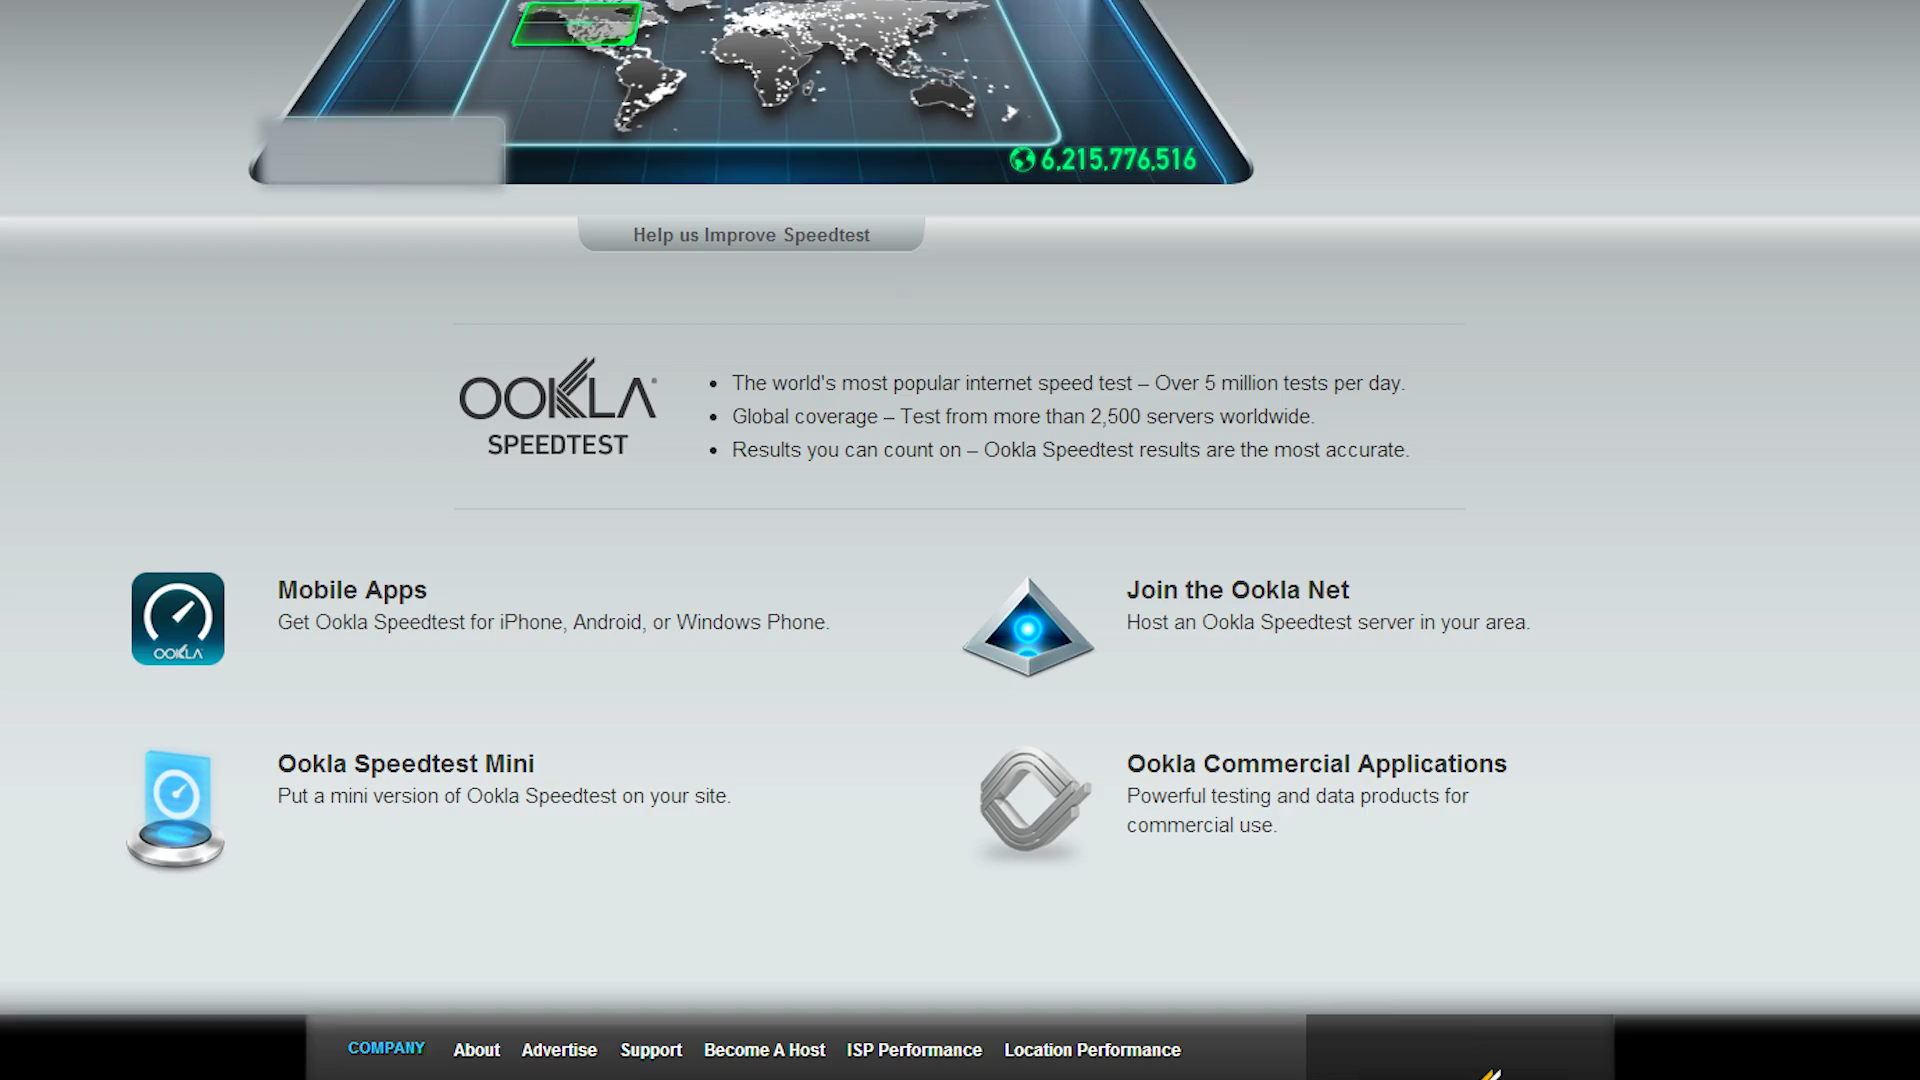 6,215,776,516
Help us Improve Speedtest
OOKLA
SPEEDTEST
• The world's most popular internet speed test – Over 5 million tests per day.
• Global coverage – Test from more than 2,500 servers worldwide.
• Results you can count on – Ookla Speedtest results are the most accurate.
OOKLA
Mobile Apps
Get Ookla Speedtest for iPhone, Android, or Windows Phone.
Join the Ookla Net
Host an Ookla Speedtest server in your area.
Ookla Speedtest Mini
Put a mini version of Ookla Speedtest on your site.
Ookla Commercial Applications
Powerful testing and data products for
commercial use.
COMPANY About Advertise Support Become A Host ISP Performance Location Performance